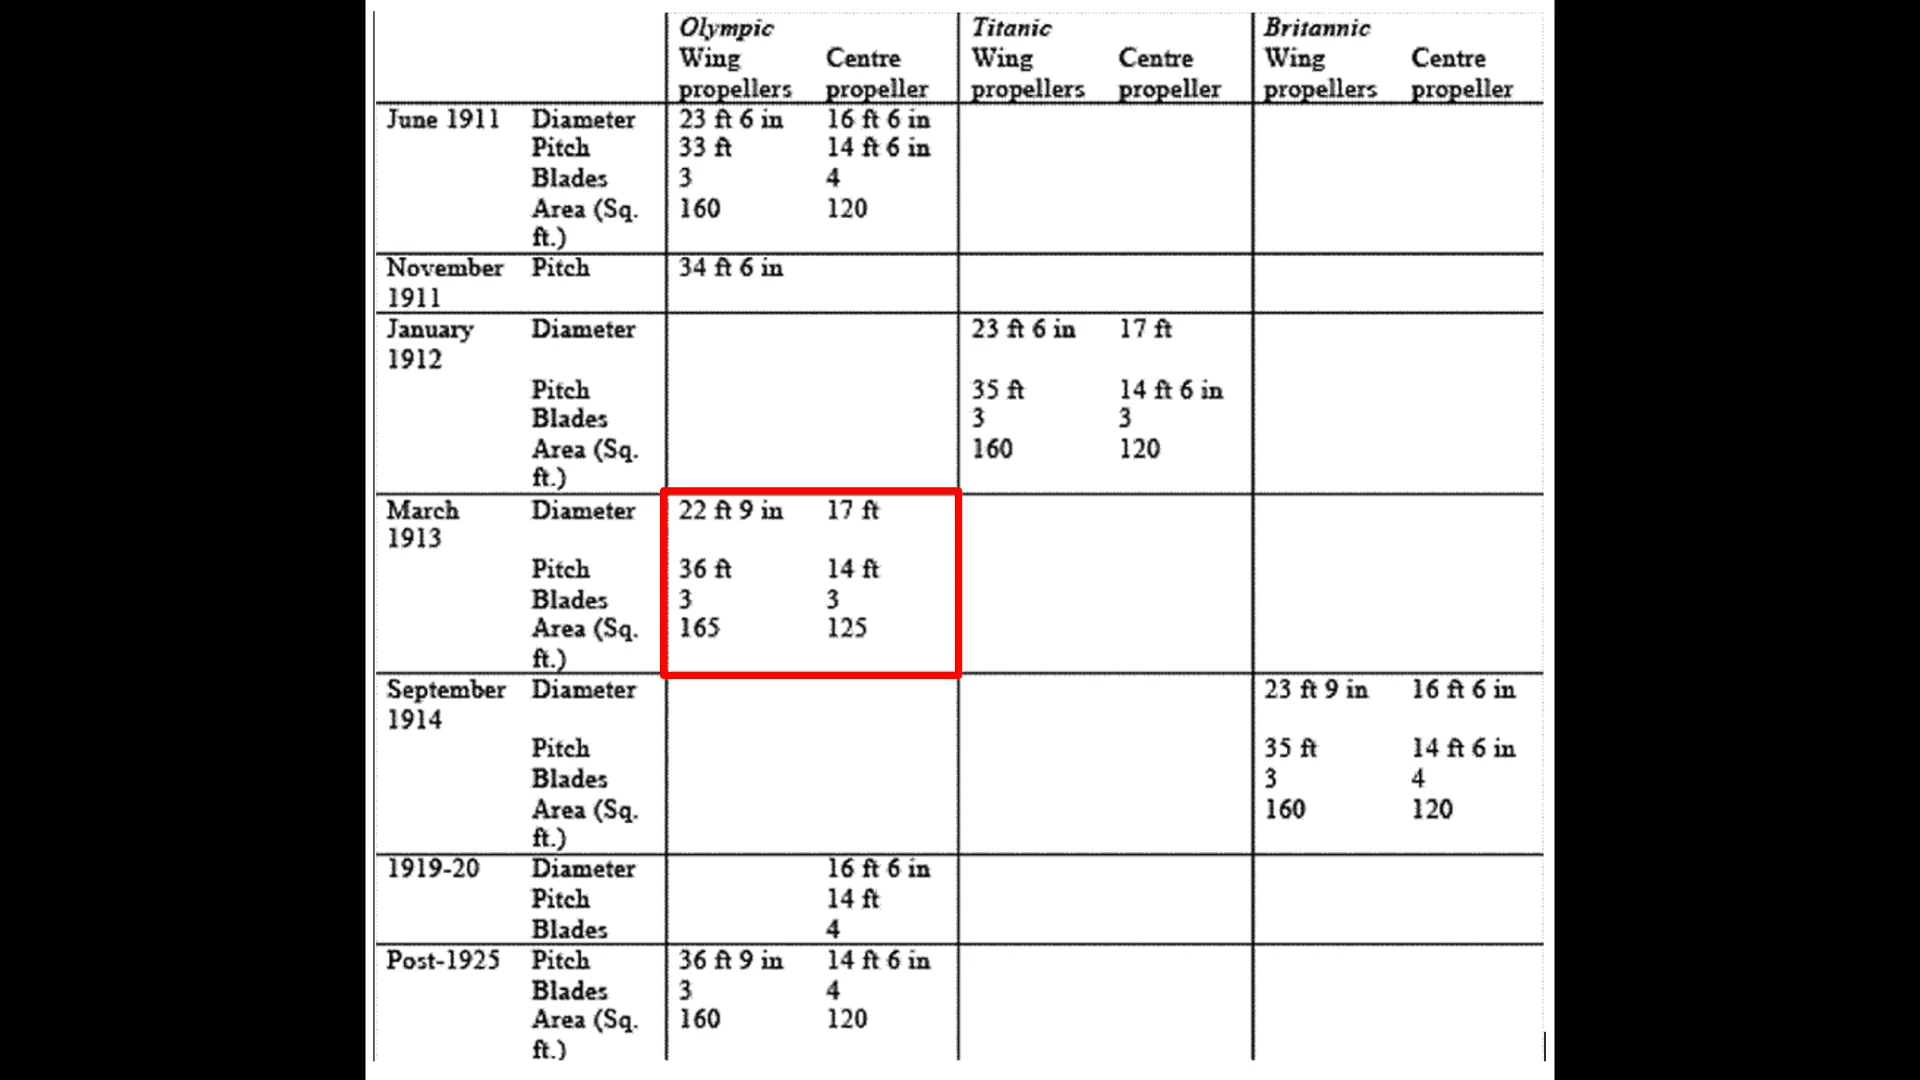 Olympic Titanic Britannic
Wing Centre Wing Centre Wing Centre
propellers propeller propellers propeller propellers propeller
June 1911 Diameter 23 ft 6 in 16 ft 6 in
Pitch 33 ft 14 ft 6 in
Blades 3 4
Area (Sq. 160 120
ft.)
November Pitch 34 ft 6 in
1911
January Diameter 23 ft 6 in 17 ft
1912
Pitch 35 ft 14 ft 6 in
Blades 3 3
Area (Sq. 160 120
ft.)
March Diameter 22 ft 9 in 17 ft
1913
Pitch 36 ft 14 ft
Blades 3 3
Area (Sq. 165 125
ft.)
September Diameter 23 ft 9 in 16 ft 6 in
1914
Pitch 35 ft 14 ft 6 in
Blades 3 4
Area (Sq. 160 120
ft.)
1919-20 Diameter 16 ft 6 in
Pitch 14 ft
Blades 4
Post-1925 Pitch 36 ft 9 in 14 ft 6 in
Blades 3 4
Area (Sq. 160 120
ft.)